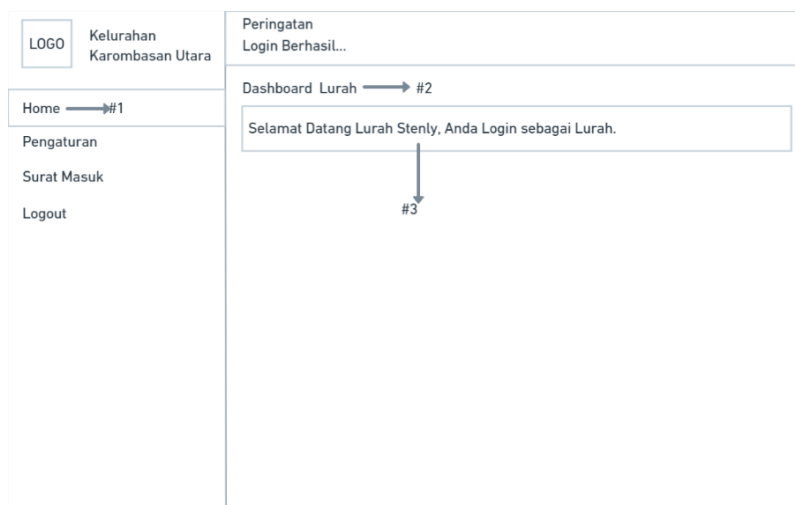 LOGO
Kelurahan
Karombasan Utara
Home #1
Pengaturan
Surat Masuk
Logout
Peringatan
Login Berhasil...
Dashboard Lurah #2
Selamat Datang Lurah Stenly, Anda Login sebagai Lurah.
#3